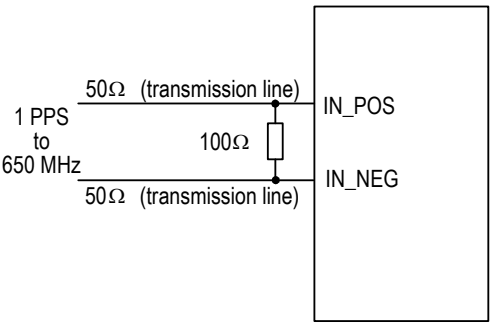 50Ω (transmission line)
1 PPS
to
650 MHz
IN_POS
100Ω
IN_NEG
50Ω (transmission line)